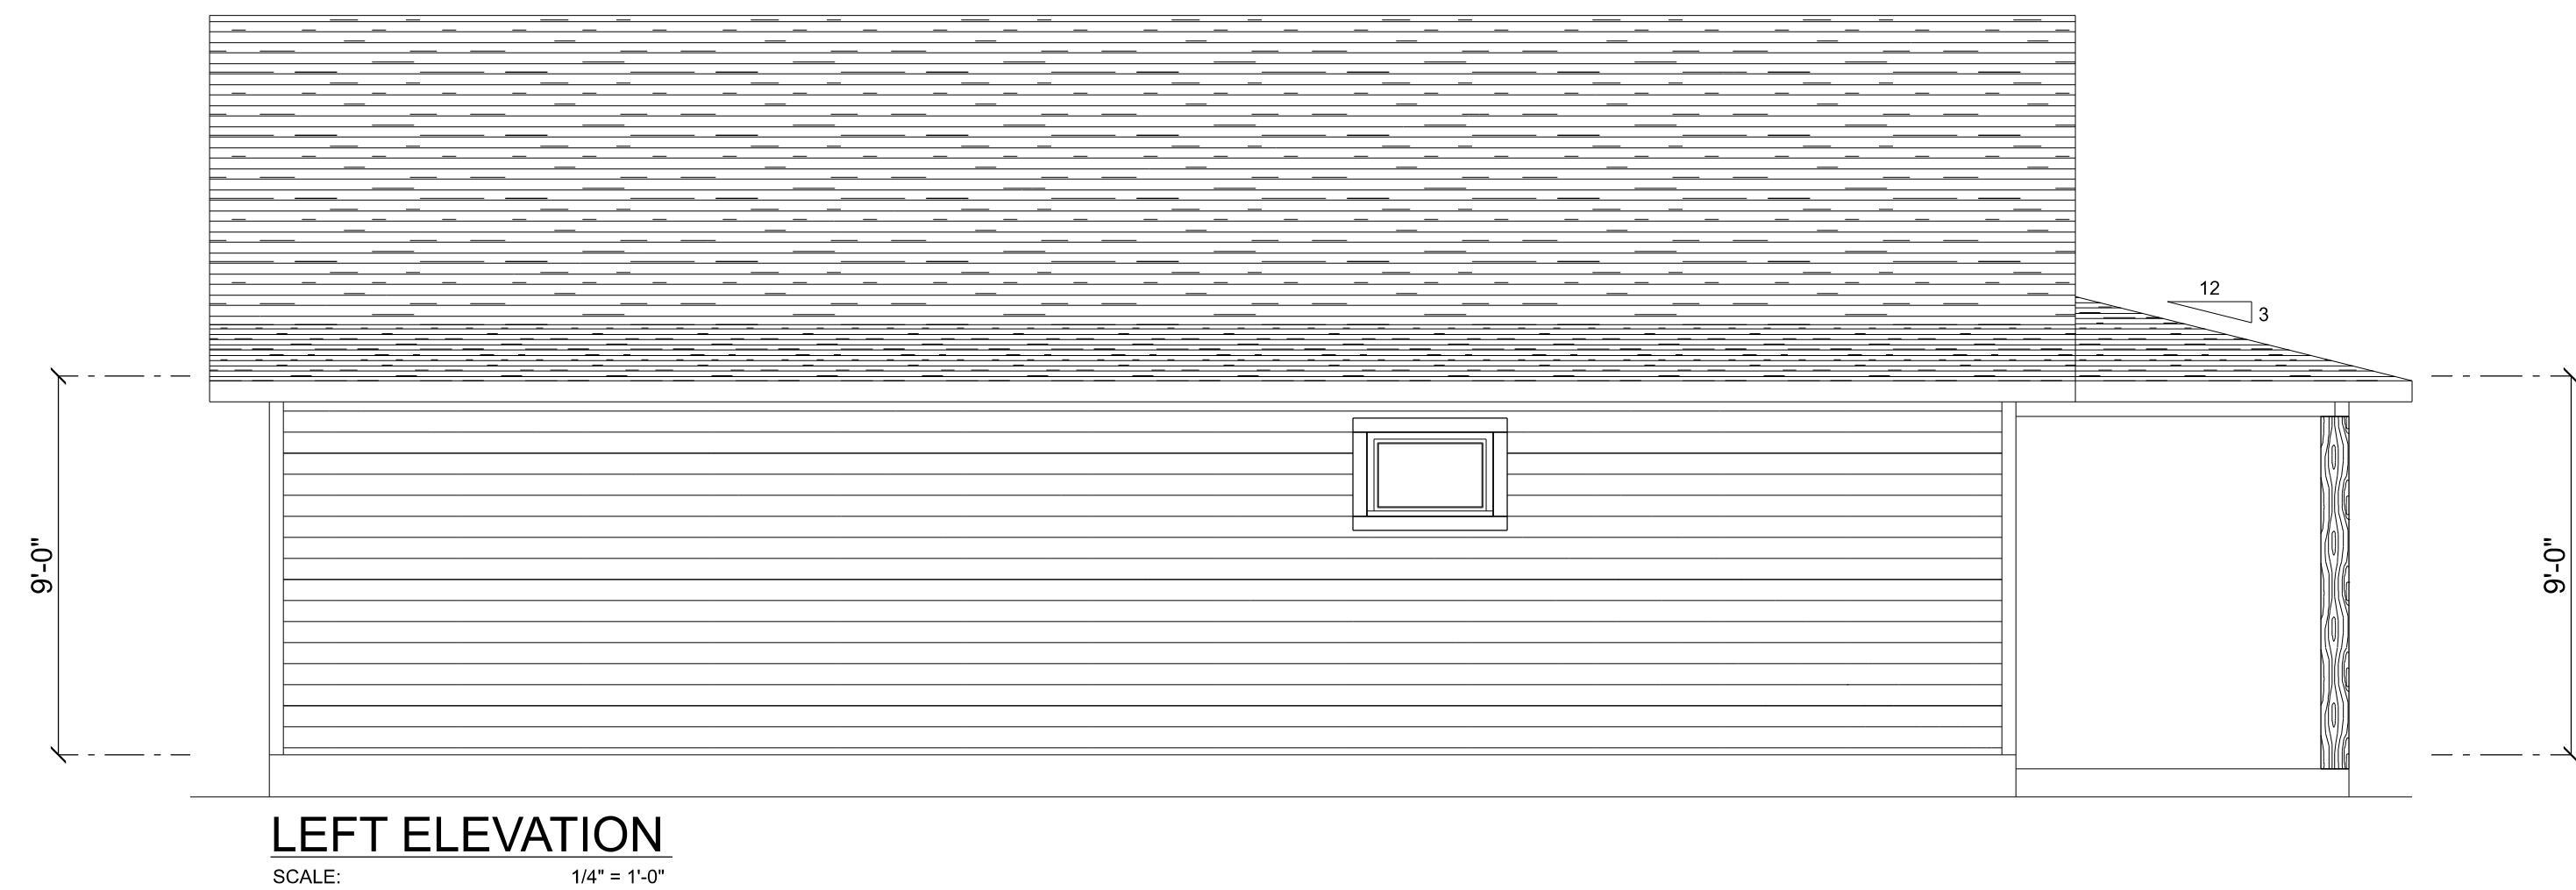 12
3
9'-0"
9'-0"
LEFT ELEVATION
SCALE: 1/4" = 1'-0"